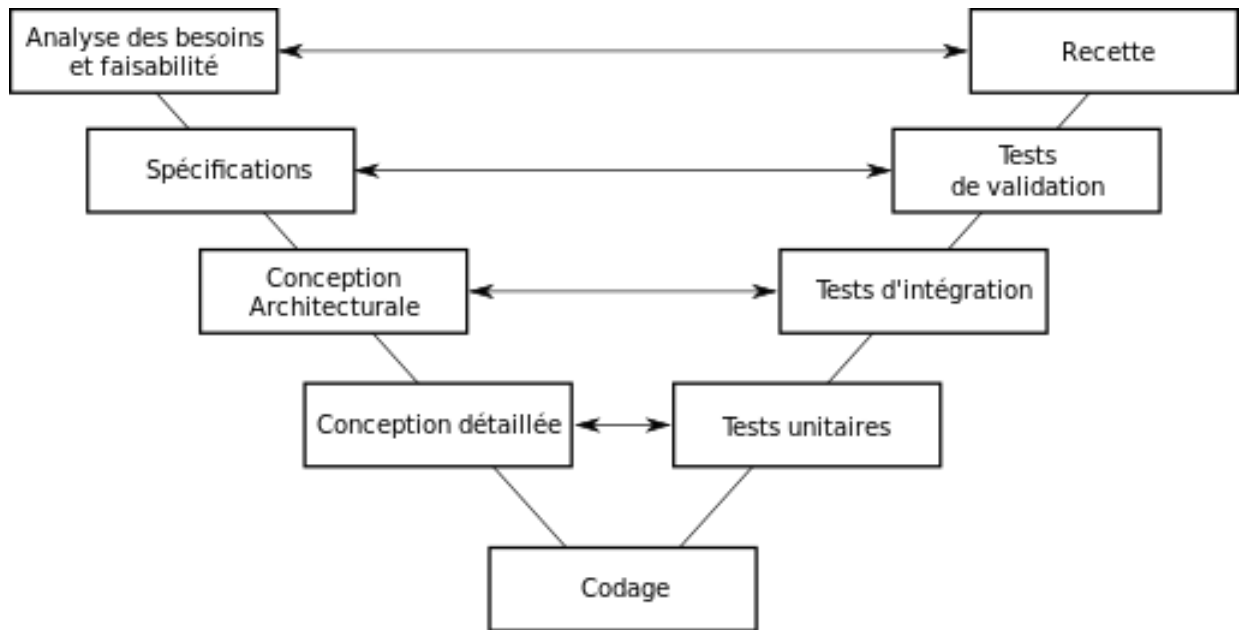 Analyse des besoins
et faisabilité
Recette
Spécifications
Tests
de validation
Conception
Architecturale
Tests d'intégration
Conception détaillée
Tests unitaires
Codage